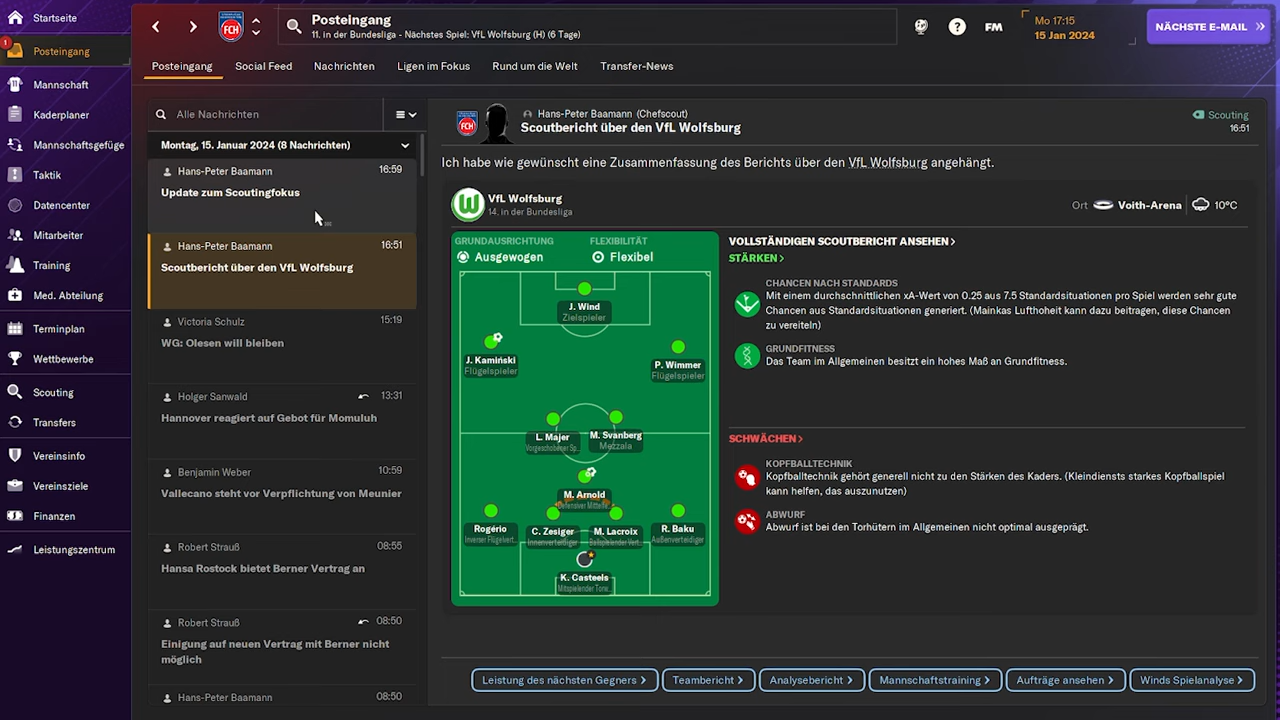 Startseite
1
Posteingang
Mannschaft
Kaderplaner
Mannschaftsgefüge
Taktik
Datencenter
Mitarbeiter
Training
Med. Abteilung
Terminplan
Wettbewerbe
Scouting
Transfers
Vereinsinfo
Vereinsziele
Finanzen
Leistungszentrum
FCH
Posteingang
11. in der Bundesliga - Nächstes Spiel: VfL Wolfsburg (H) (6 Tage)
?
FM
Mo 17:15
15 Jan 2024
NÄCHSTE E-MAIL
Posteingang
Social Feed
Nachrichten
Ligen im Fokus
Rund um die Welt
Transfer-News
Alle Nachrichten
Montag, 15. Januar 2024 (8 Nachrichten)
Hans-Peter Baamann 16:59
Update zum Scoutingfokus
Hans-Peter Baamann 16:51
Scoutbericht über den VfL Wolfsburg
Victoria Schulz 15:19
WG: Olesen will bleiben
Holger Sanwald 13:31
Hannover reagiert auf Gebot für Momuluh
Benjamin Weber 10:59
Vallecano steht vor Verpflichtung von Meunier
Robert Strauß 08:55
Hansa Rostock bietet Berner Vertrag an
Robert Strauß 08:50
Einigung auf neuen Vertrag mit Berner nicht
möglich
Hans-Peter Baamann 08:50
FCH
Hans-Peter Baamann (Chefscout)
Scoutbericht über den VfL Wolfsburg
Scouting
16:51
Ich habe wie gewünscht eine Zusammenfassung des Berichts über den VfL Wolfsburg angehängt.
VfL Wolfsburg
14. in der Bundesliga
Ort Voith-Arena 10°C
GRUNDAUSRICHTUNG
Ausgewogen
FLEXIBILITÄT
Flexibel
J. Wind
Zielspieler
J. Kamiński
Flügelspieler
P. Wimmer
Flügelspieler
L. Majer
Vorgeschobener Sp...
M. Svanberg
Mezzala
M. Arnold
Defensiver Mittelfe...
Rogério
Inverser Flügelvert...
C. Zesiger
Innenverteidiger
M. Lacroix
Ballspielender Vert...
R. Baku
Außenverteidiger
K. Casteels
Mitspielender Torw...
VOLLSTÄNDIGEN SCOUTBERICHT ANSEHEN
STÄRKEN
CHANCEN NACH STANDARDS
Mit einem durchschnittlichen xA-Wert von 0.25 aus 7.5 Standardsituationen pro Spiel werden sehr gute
Chancen aus Standardsituationen generiert. (Mainkas Lufthoheit kann dazu beitragen, diese Chancen
zu vereiteln)
GRUNDFITNESS
Das Team im Allgemeinen besitzt ein hohes Maß an Grundfitness.
SCHWÄCHEN
KOPFBALLTECHNIK
Kopfballtechnik gehört generell nicht zu den Stärken des Kaders. (Kleindiensts starkes Kopfballspiel
kann helfen, das auszunutzen)
ABWURF
Abwurf ist bei den Torhütern im Allgemeinen nicht optimal ausgeprägt.
Leistung des nächsten Gegners
Teambericht
Analysebericht
Mannschaftstraining
Aufträge ansehen
Winds Spielanalyse